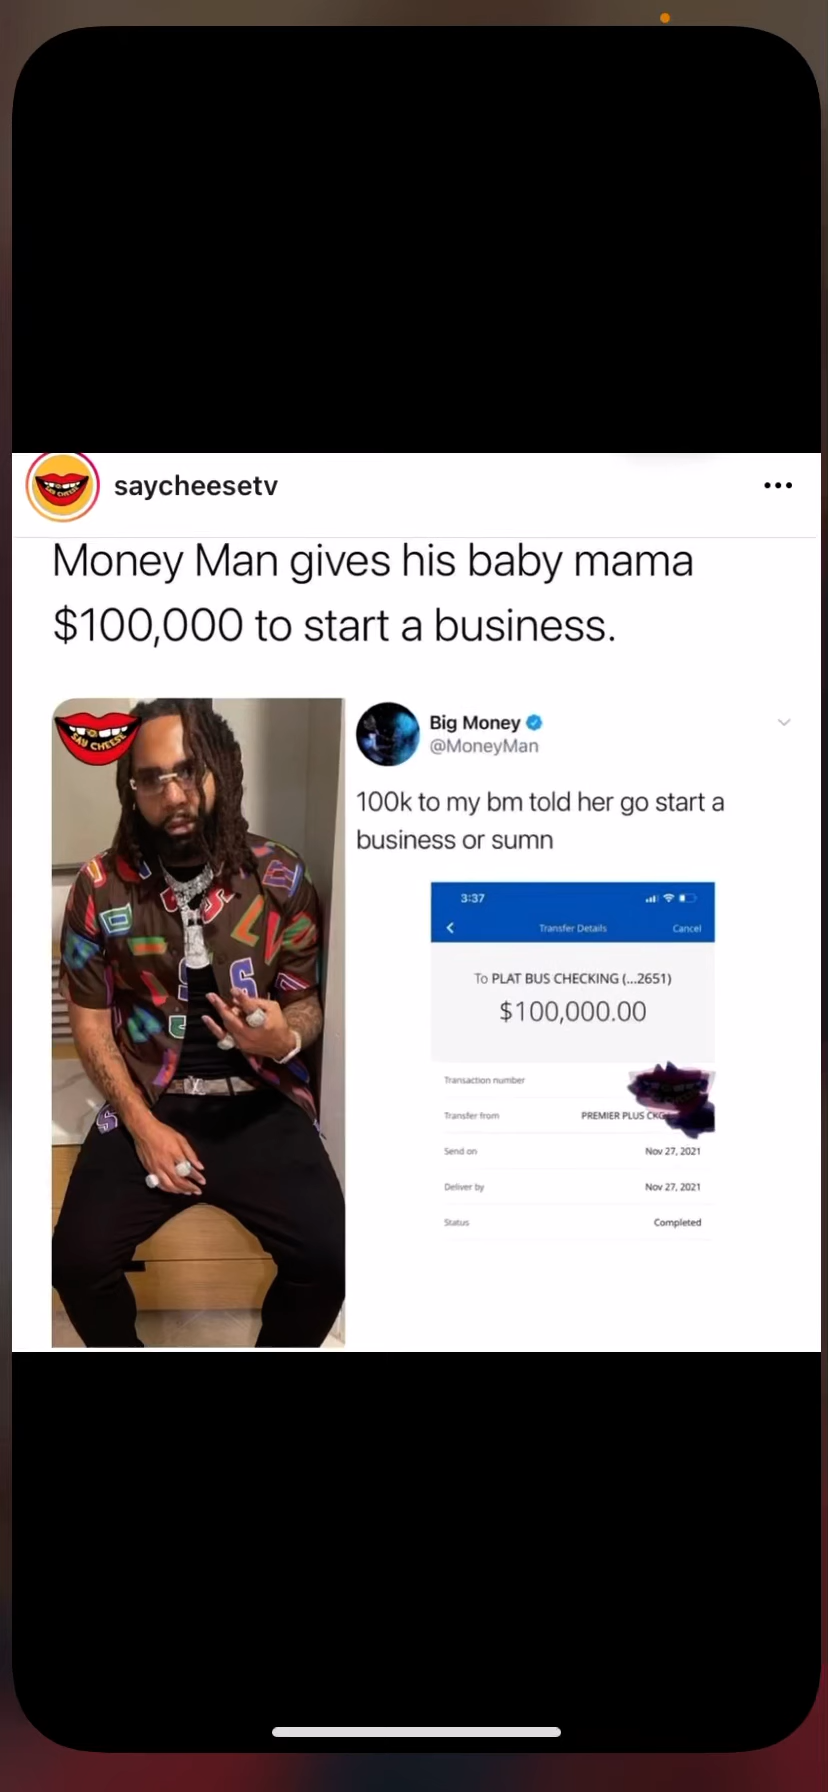 saycheesetv
Money Man gives his baby mama
$100,000 to start a business.
SAY CHEESE
Big Money
@MoneyMan
100k to my bm told her go start a
business or sumn
3:37
Transfer Details
Cancel
To PLAT BUS CHECKING (...2651)
$100,000.00
Transaction number
Transfer from PREMIER PLUS CKG
Send on Nov 27, 2021
Deliver by Nov 27, 2021
Status Completed